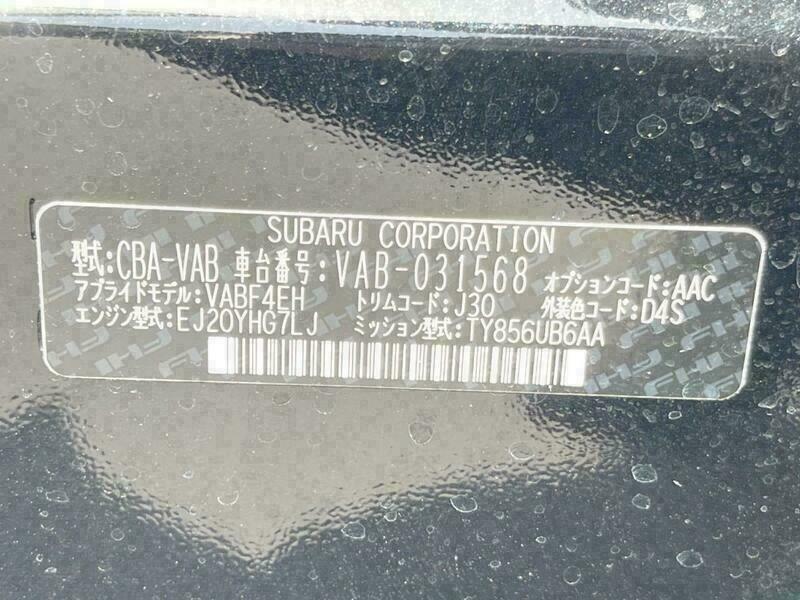 SUBARU CORPORATION
型式:CBA-VAB 車台番号:VAB-031568 オプションコード:AAC
アプライドモデル:VABF4EH トリムコード:J30 外装色コード:D4S
エンジン型式:EJ20YHG7LJ ミッション型式:TY856UB6AA